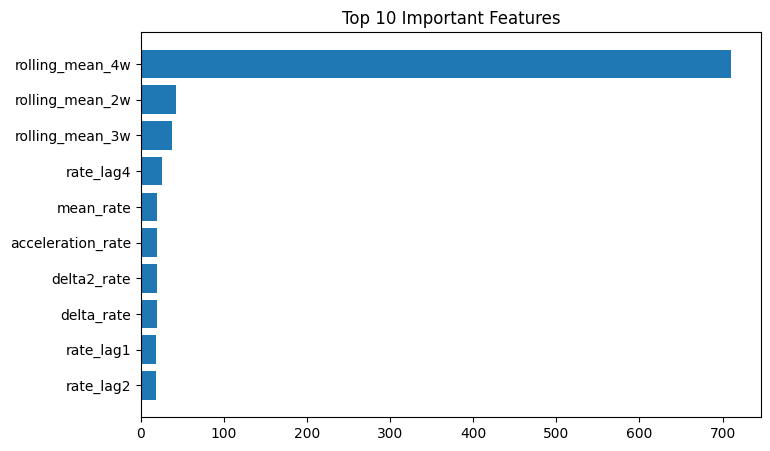 Top 10 Important Features
rolling_mean_4w
rolling_mean_2w
rolling_mean_3w
rate_lag4
mean_rate
acceleration_rate
delta2_rate
delta_rate
rate_lag1
rate_lag2
0 100 200 300 400 500 600 700